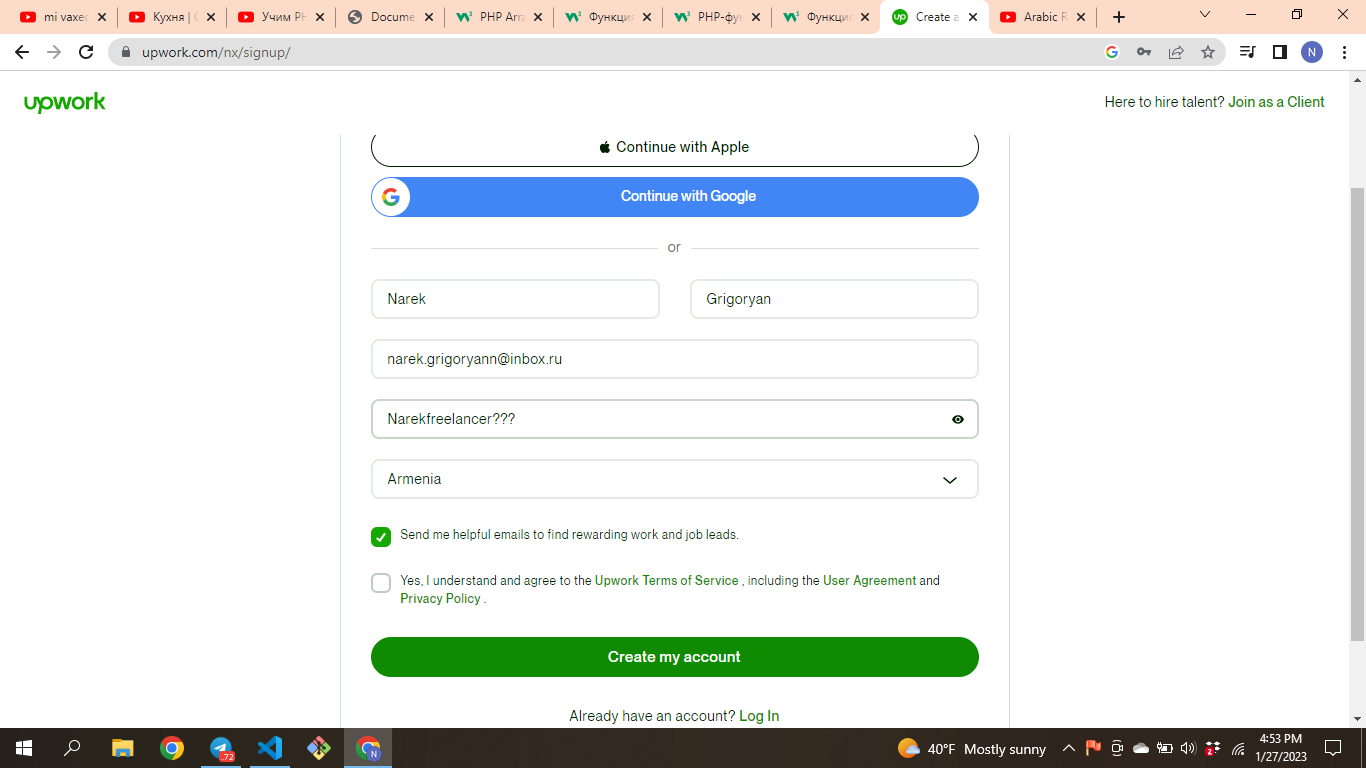 mi vaxec
Кухня | С
Учим PH
Docume
PHP Arra
Функция
PHP-фун
Функция
Create a
Arabic R
upwork.com/nx/signup/
N
upwork
Here to hire talent? Join as a Client
Continue with Apple
Continue with Google
or
Narek
Grigoryan
narek.grigoryann@inbox.ru
Narekfreelancer???
Armenia
Send me helpful emails to find rewarding work and job leads.
Yes, I understand and agree to the Upwork Terms of Service , including the User Agreement and
Privacy Policy .
Create my account
Already have an account? Log In
72
N
40°F Mostly sunny
2
4:53 PM
1/27/2023